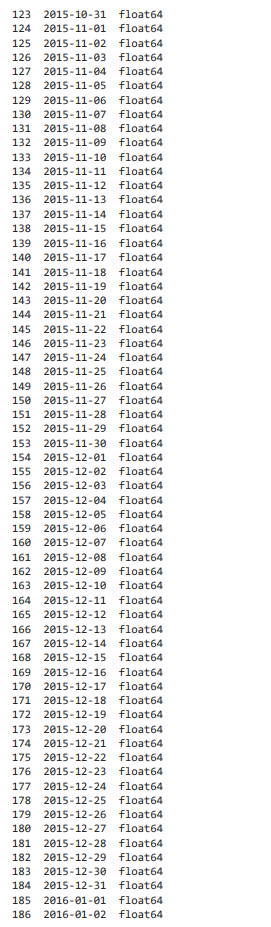 123 2015-10-31 float64
124 2015-11-01 float64
125 2015-11-02 float64
126 2015-11-03 float64
127 2015-11-04 float64
128 2015-11-05 float64
129 2015-11-06 float64
130 2015-11-07 float64
131 2015-11-08 float64
132 2015-11-09 float64
133 2015-11-10 float64
134 2015-11-11 float64
135 2015-11-12 float64
136 2015-11-13 float64
137 2015-11-14 float64
138 2015-11-15 float64
139 2015-11-16 float64
140 2015-11-17 float64
141 2015-11-18 float64
142 2015-11-19 float64
143 2015-11-20 float64
144 2015-11-21 float64
145 2015-11-22 float64
146 2015-11-23 float64
147 2015-11-24 float64
148 2015-11-25 float64
149 2015-11-26 float64
150 2015-11-27 float64
151 2015-11-28 float64
152 2015-11-29 float64
153 2015-11-30 float64
154 2015-12-01 float64
155 2015-12-02 float64
156 2015-12-03 float64
157 2015-12-04 float64
158 2015-12-05 float64
159 2015-12-06 float64
160 2015-12-07 float64
161 2015-12-08 float64
162 2015-12-09 float64
163 2015-12-10 float64
164 2015-12-11 float64
165 2015-12-12 float64
166 2015-12-13 float64
167 2015-12-14 float64
168 2015-12-15 float64
169 2015-12-16 float64
170 2015-12-17 float64
171 2015-12-18 float64
172 2015-12-19 float64
173 2015-12-20 float64
174 2015-12-21 float64
175 2015-12-22 float64
176 2015-12-23 float64
177 2015-12-24 float64
178 2015-12-25 float64
179 2015-12-26 float64
180 2015-12-27 float64
181 2015-12-28 float64
182 2015-12-29 float64
183 2015-12-30 float64
184 2015-12-31 float64
185 2016-01-01 float64
186 2016-01-02 float64